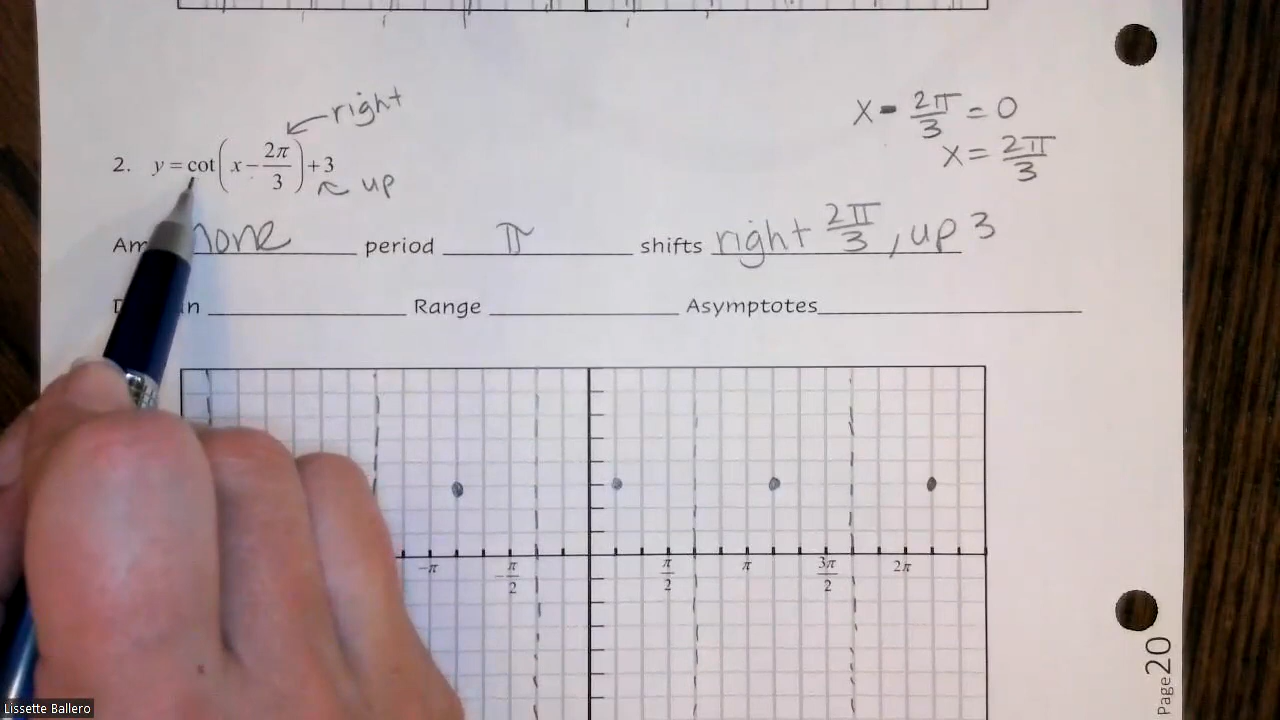 right
x - 2π/3 = 0
x = 2π/3
2. y = cot(x - 2π/3) + 3
up
none period π shifts right 2π/3, up 3
Range Asymptotes
-π -π/2 π/2 π 3π/2 2π
Page 20
Lissette Ballero